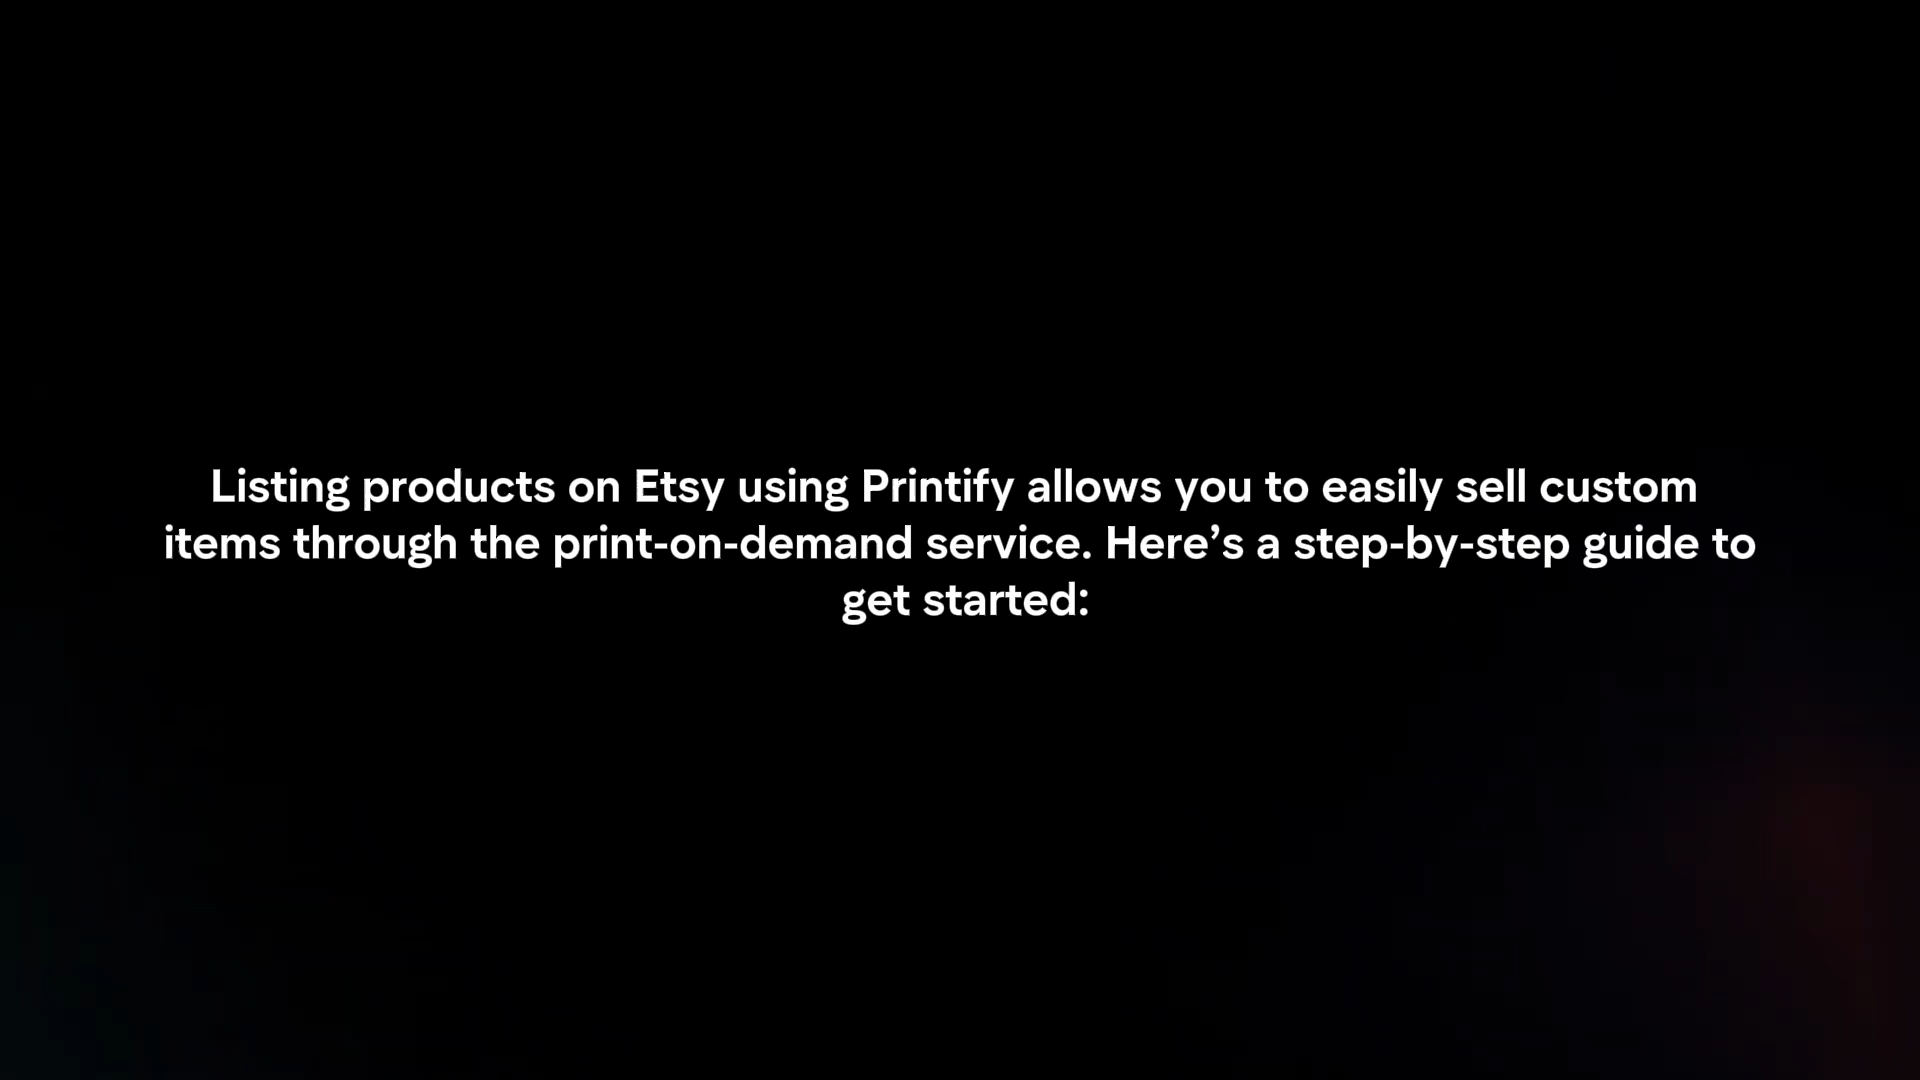 Listing products on Etsy using Printify allows you to easily sell custom
items through the print-on-demand service. Here’s a step-by-step guide to
get started: